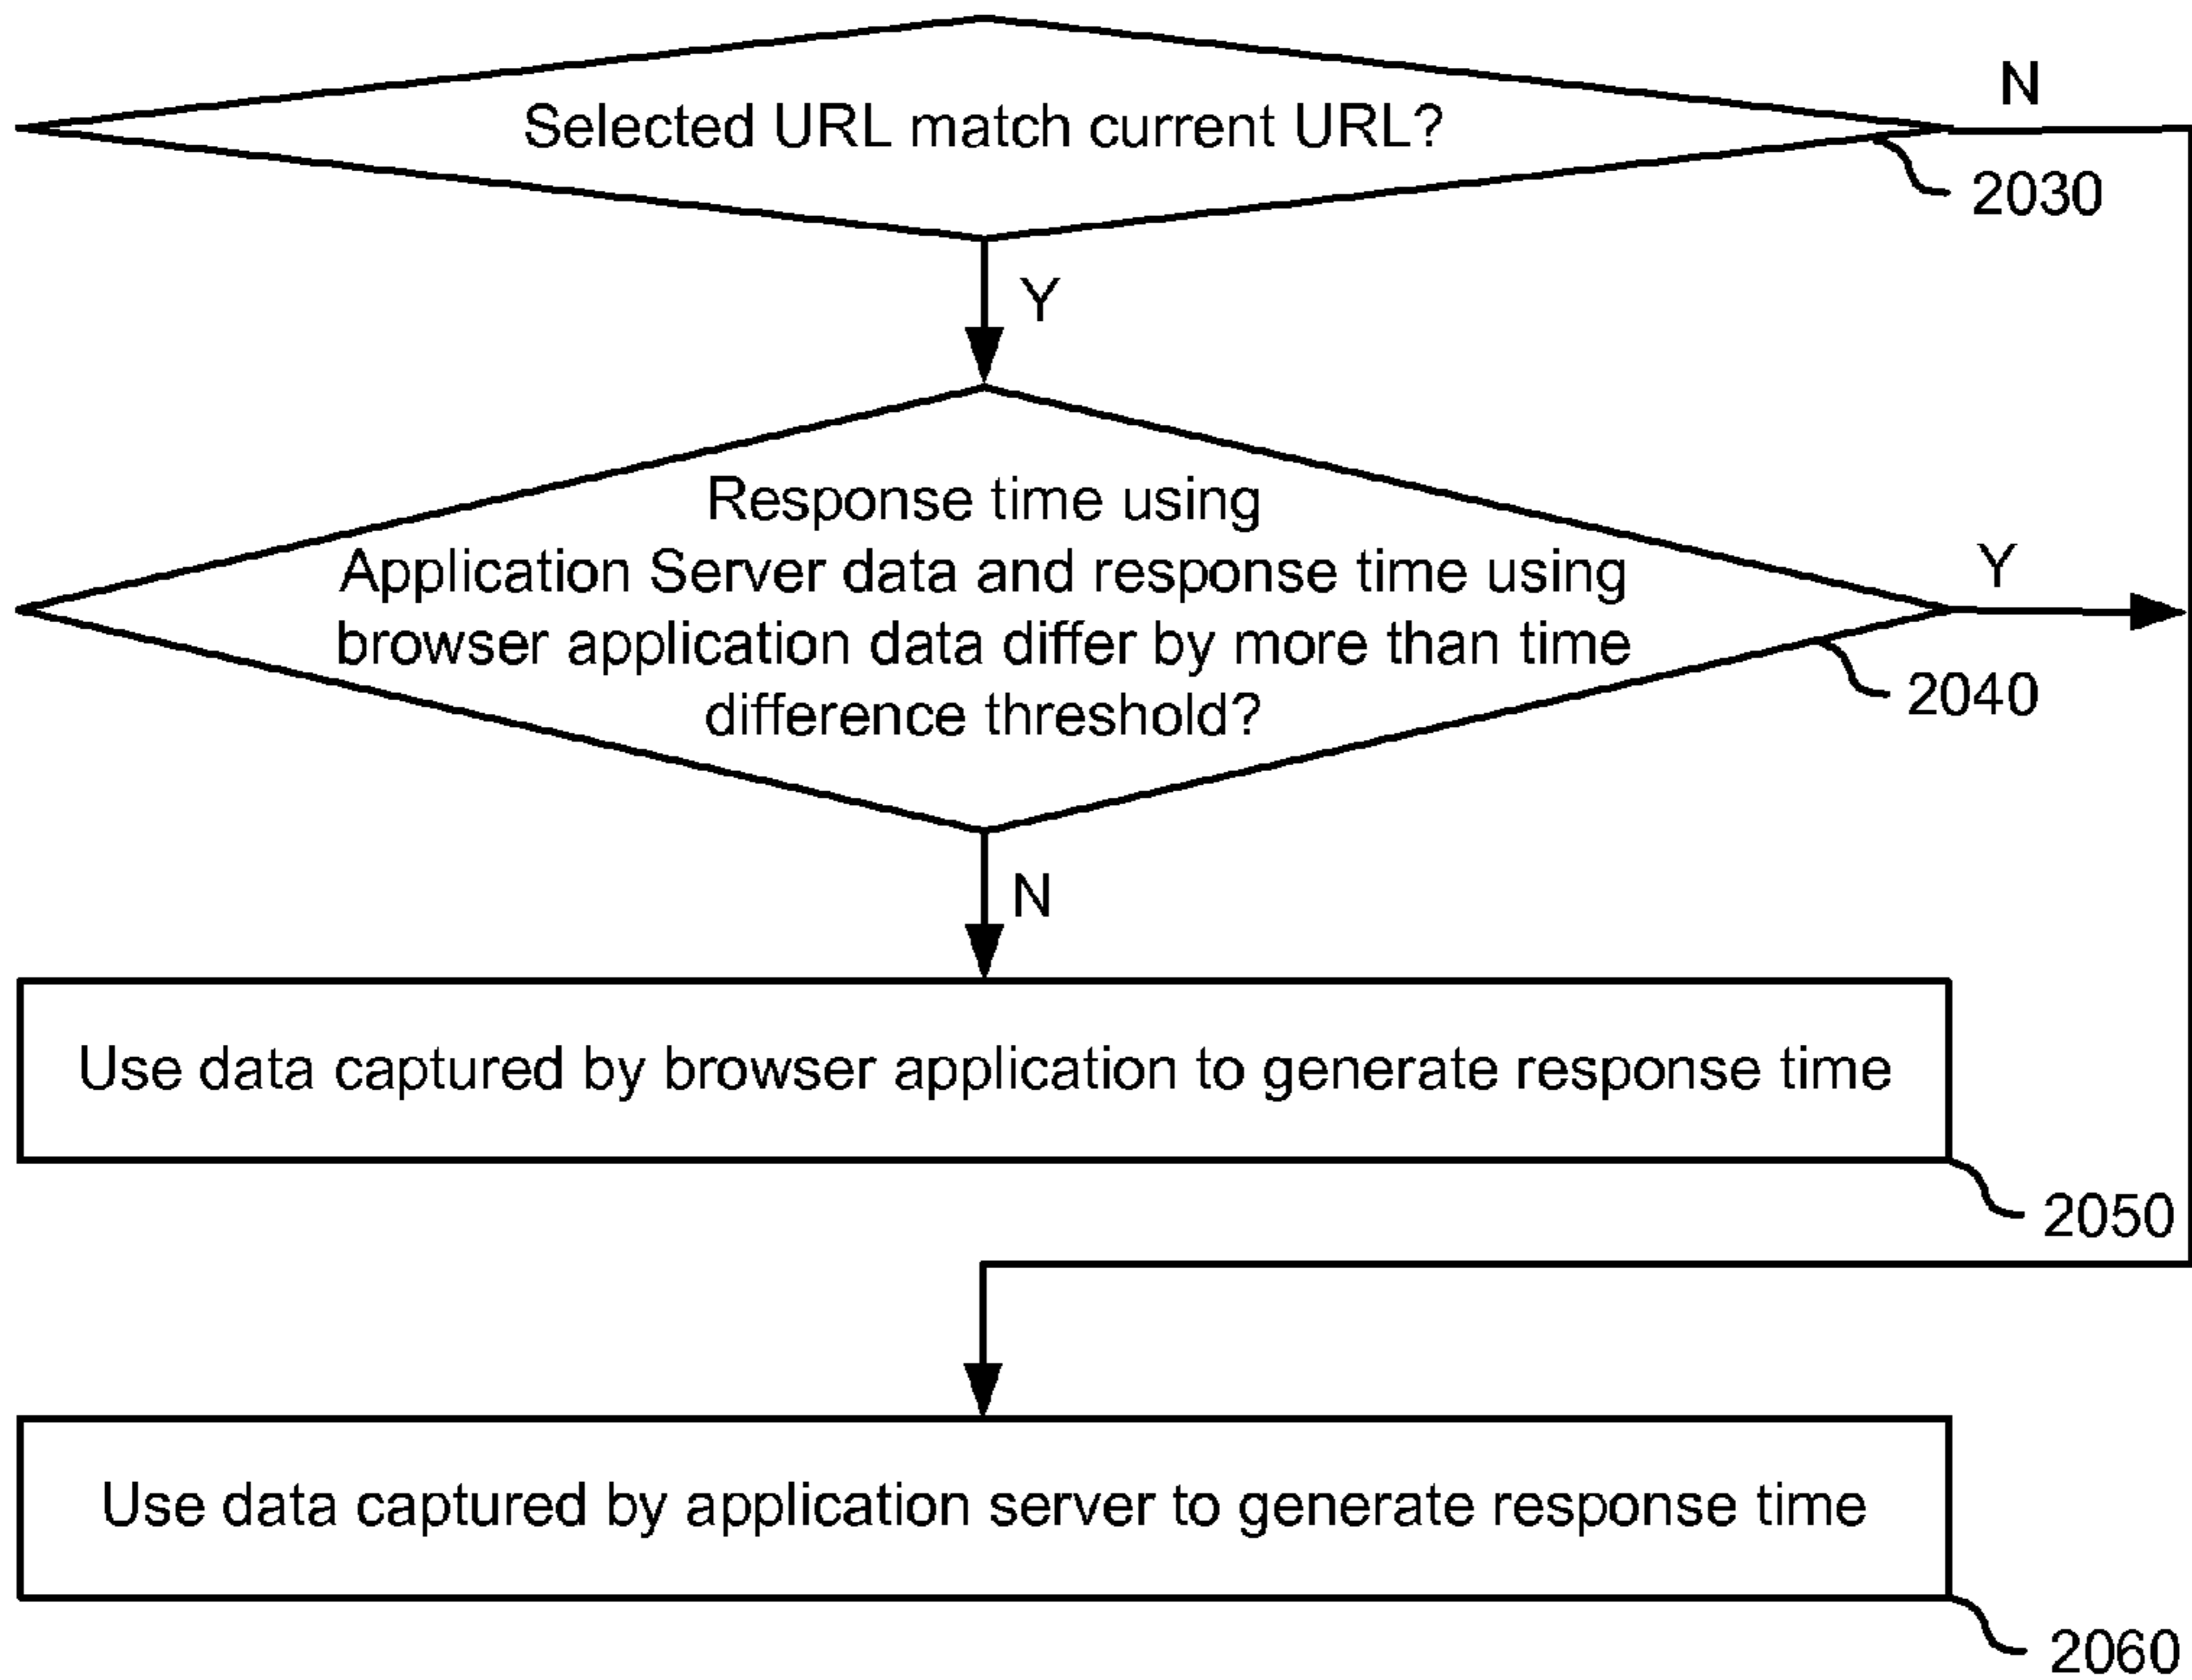 Selected URL match current URL?
N
2030
Y
Response time using
Application Server data and response time using
browser application data differ by more than time
difference threshold?
Y
2040
N
Use data captured by browser application to generate response time
2050
Use data captured by application server to generate response time
2060